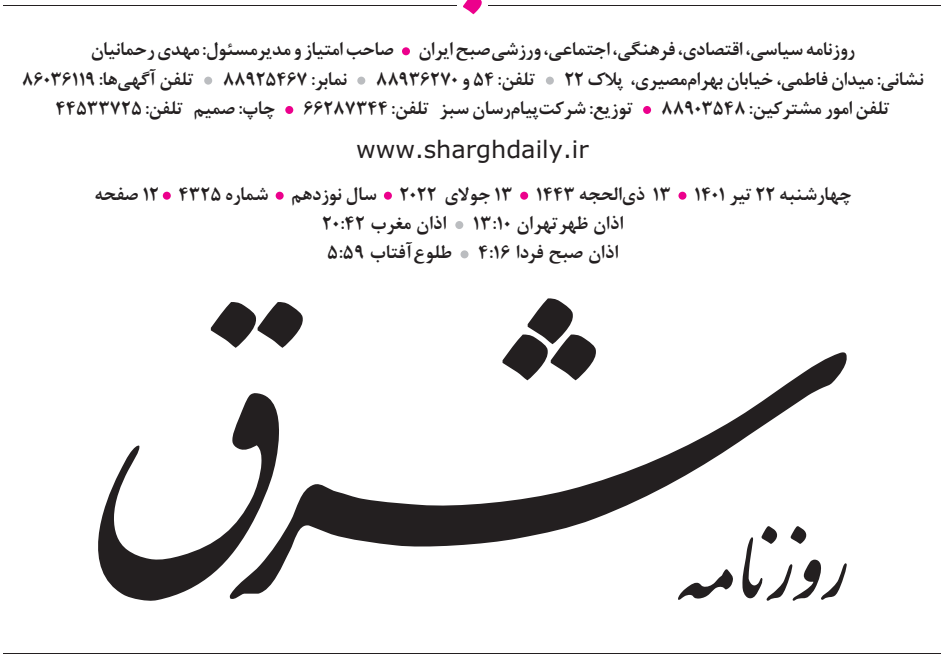 روزنامه سیاسی، اقتصادی، فرهنگی، اجتماعی، ورزشی صبح ایران • صاحب امتیاز و مدیرمسئول: مهدی رحمانیان
نشانی: میدان فاطمی، خیابان بهرام‌مصیری، پلاک ۲۲ • تلفن: ۵۴ و ۸۸۹۳۶۲۷۰ • نمابر: ۸۸۹۲۵۴۶۷ • تلفن آگهی‌ها: ۸۶۰۳۶۱۱۹
تلفن امور مشترکین: ۸۸۹۰۳۵۴۸ • توزیع: شرکت‌پیام‌رسان سبز تلفن: ۶۶۲۸۷۳۴۴ • چاپ: صمیم تلفن: ۴۴۵۳۳۷۲۵
www.sharghdaily.ir
چهارشنبه ۲۲ تیر ۱۴۰۱ • ۱۳ ذی‌الحجه ۱۴۴۳ • ۱۳ جولای ۲۰۲۲ • سال نوزدهم • شماره ۴۳۲۵ • ۱۲ صفحه
اذان ظهر تهران ۱۳:۱۰ • اذان مغرب ۲۰:۴۲
اذان صبح فردا ۴:۱۶ • طلوع آفتاب ۵:۵۹
شرق
روزنامه